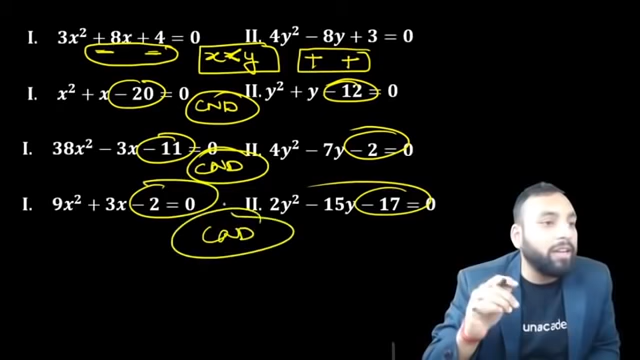 I. 3x² + 8x + 4 = 0 II. 4y² − 8y + 3 = 0
− = x<y + +
I. x² + x − 20 = 0 II. y² + y − 12 = 0
CND
I. 38x² − 3x − 11 = 0 II. 4y² − 7y − 2 = 0
CND
I. 9x² + 3x − 2 = 0 II. 2y² − 15y − 17 = 0
CND
unacade